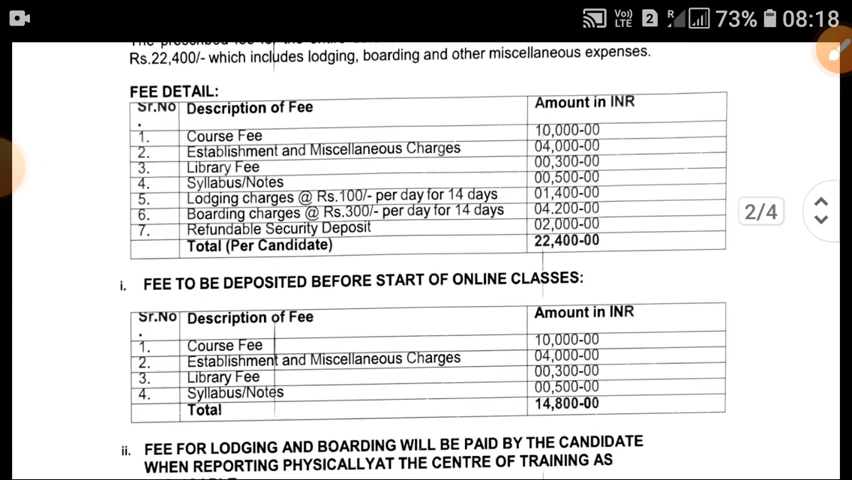 Vo)) LTE 2 R 73% 08:18
Rs.22,400/- which includes lodging, boarding and other miscellaneous expenses.
FEE DETAIL:
Sr.No . Description of Fee Amount in INR
1. Course Fee 10,000-00
2. Establishment and Miscellaneous Charges 04,000-00
3. Library Fee 00,300-00
4. Syllabus/Notes 00,500-00
5. Lodging charges @ Rs.100/- per day for 14 days 01,400-00
6. Boarding charges @ Rs.300/- per day for 14 days 04.200-00
7. Refundable Security Deposit 02,000-00
Total (Per Candidate) 22,400-00
2/4
i. FEE TO BE DEPOSITED BEFORE START OF ONLINE CLASSES:
Sr.No . Description of Fee Amount in INR
1. Course Fee 10,000-00
2. Establishment and Miscellaneous Charges 04,000-00
3. Library Fee 00,300-00
4. Syllabus/Notes 00,500-00
Total 14,800-00
ii. FEE FOR LODGING AND BOARDING WILL BE PAID BY THE CANDIDATE
WHEN REPORTING PHYSICALLYAT THE CENTRE OF TRAINING AS